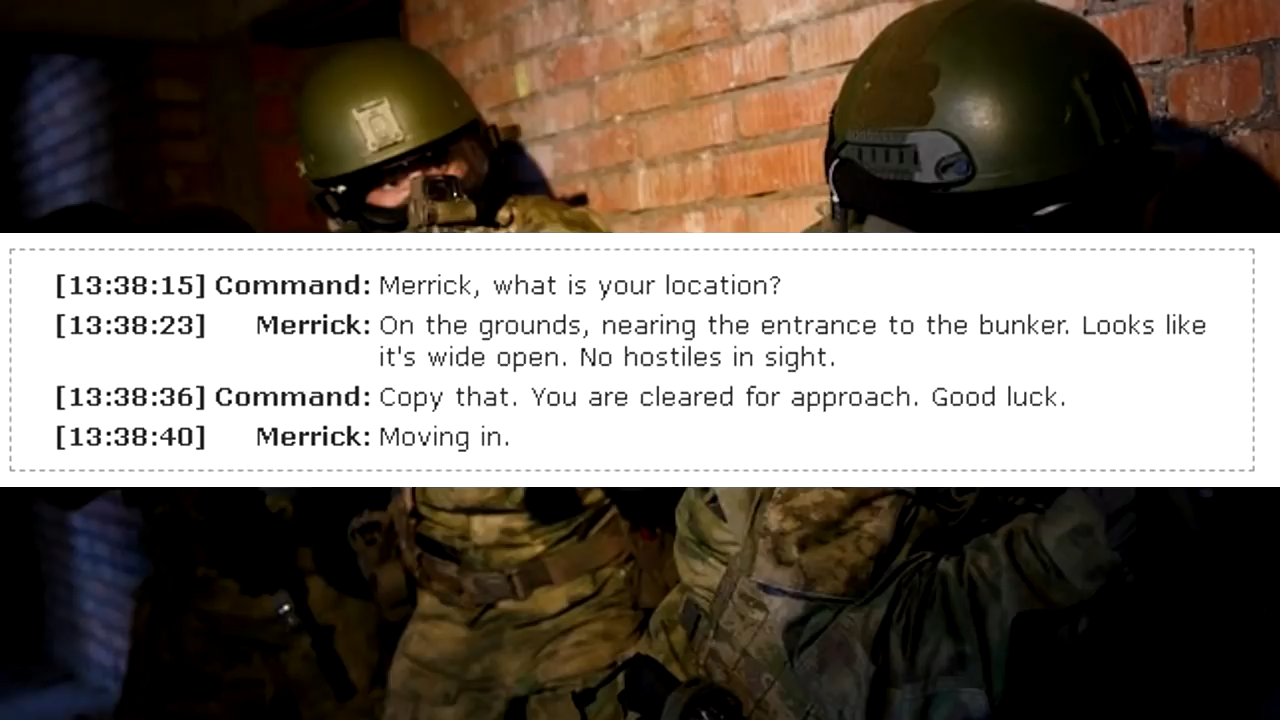 [13:38:15] Command: Merrick, what is your location?
[13:38:23] Merrick: On the grounds, nearing the entrance to the bunker. Looks like
it's wide open. No hostiles in sight.
[13:38:36] Command: Copy that. You are cleared for approach. Good luck.
[13:38:40] Merrick: Moving in.